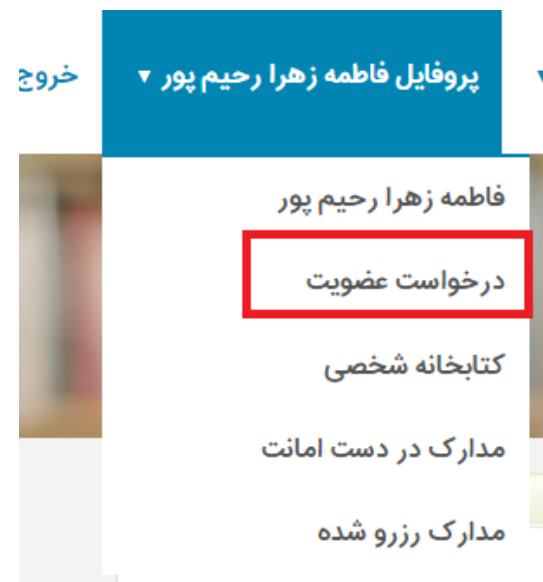 پروفایل فاطمه زهرا رحیم پور ▼ خروج
فاطمه زهرا رحیم پور
درخواست عضویت
کتابخانه شخصی
مدارک در دست امانت
مدارک رزرو شده